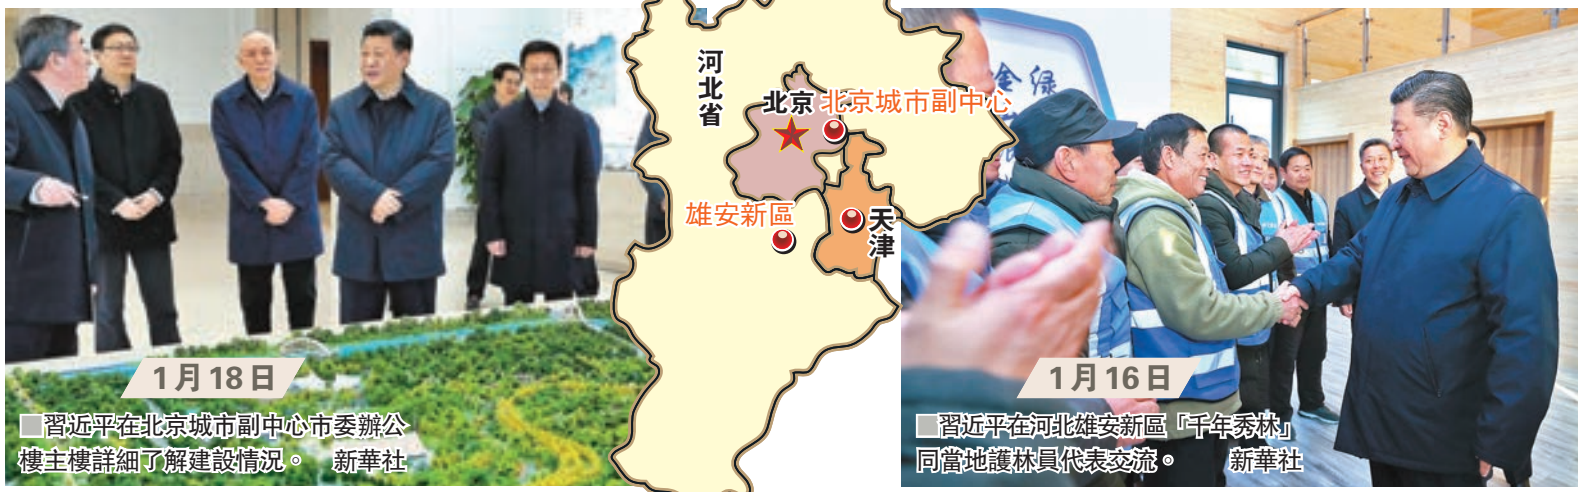 河北省
北京
北京城市副中心
雄安新區
天津
金 绿
1月18日
■習近平在北京城市副中心市委辦公
樓主樓詳細了解建設情況。 新華社
1月16日
■習近平在河北雄安新區「千年秀林」
同當地護林員代表交流。 新華社